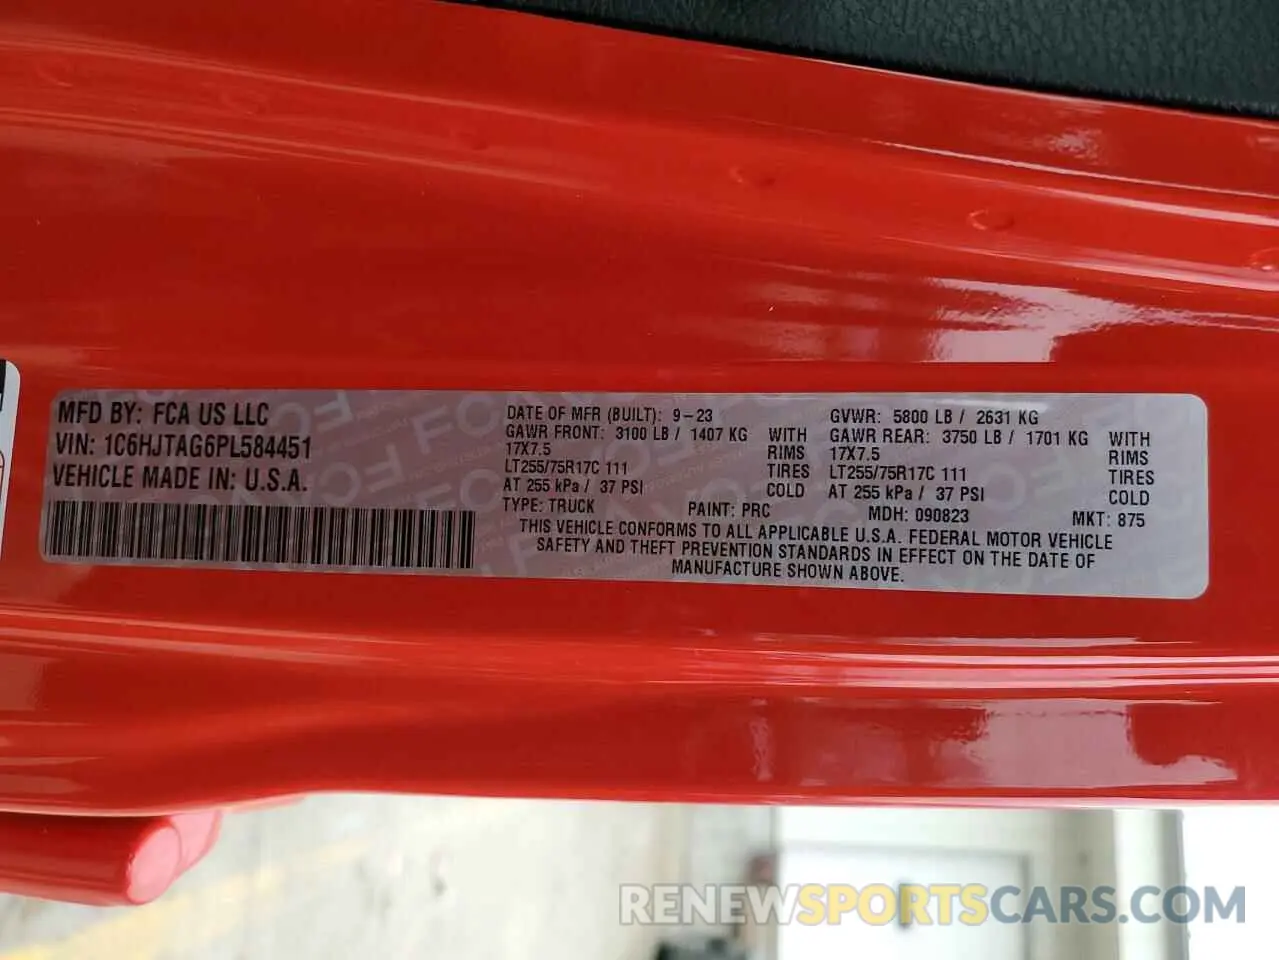 MFD BY: FCA US LLC
VIN: 1C6HJTAG6PL584451
VEHICLE MADE IN: U.S.A.
DATE OF MFR (BUILT): 9-23
GAWR FRONT: 3100 LB / 1407 KG WITH
17X7.5 RIMS
LT255/75R17C 111 TIRES
AT 255 kPa / 37 PSI COLD
GVWR: 5800 LB / 2631 KG
GAWR REAR: 3750 LB / 1701 KG WITH
17X7.5 RIMS
LT255/75R17C 111 TIRES
AT 255 kPa / 37 PSI COLD
TYPE: TRUCK PAINT: PRC MDH: 090823 MKT: 875
THIS VEHICLE CONFORMS TO ALL APPLICABLE U.S.A. FEDERAL MOTOR VEHICLE
SAFETY AND THEFT PREVENTION STANDARDS IN EFFECT ON THE DATE OF
MANUFACTURE SHOWN ABOVE.
RENEWSPORTSCARS.COM